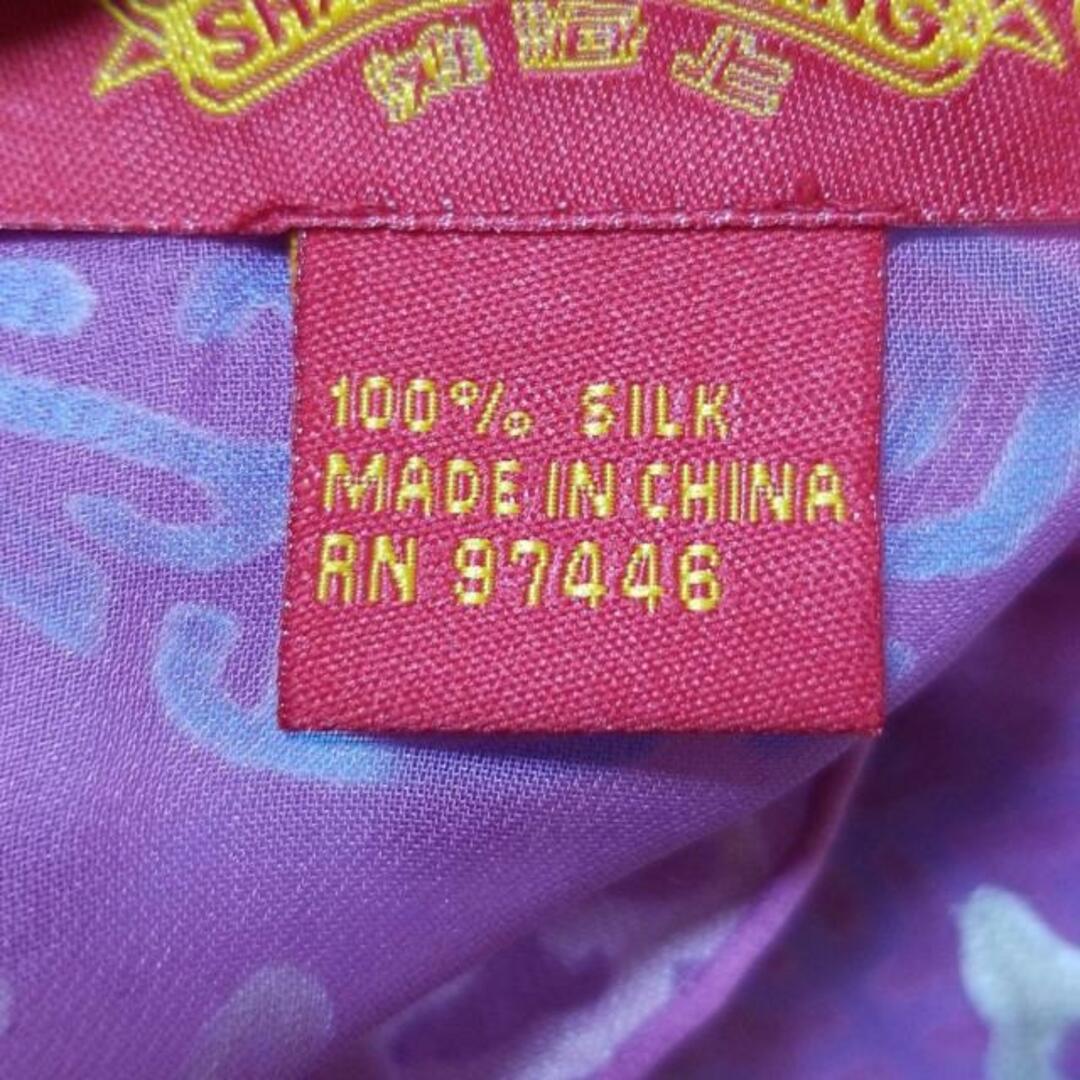 100% SILK
MADE IN CHINA
RN 97446